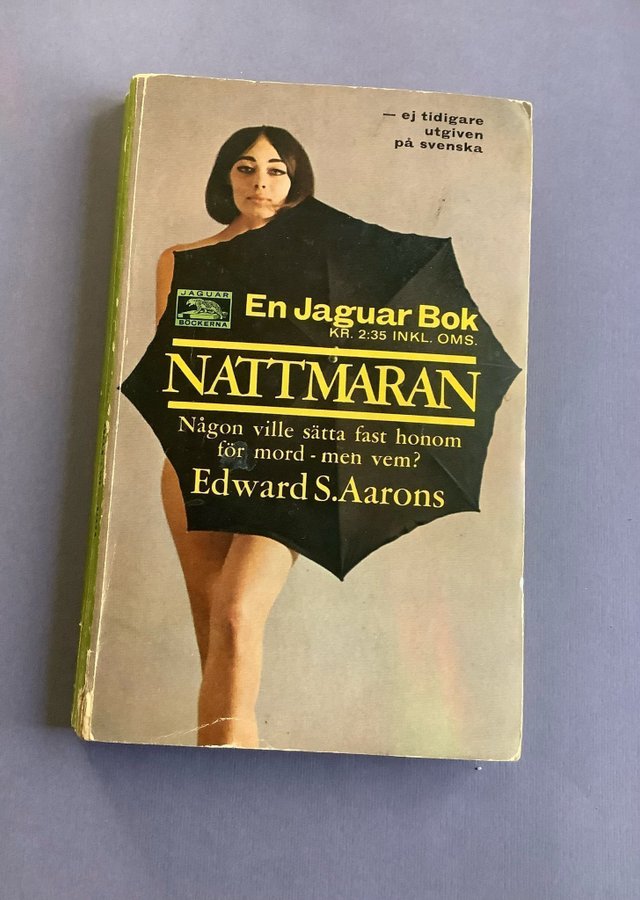 — ej tidigare
utgiven
på svenska
JAGUAR
BÖCKERNA
En Jaguar Bok
KR. 2:35 INKL. OMS.
NATTMARAN
Någon ville sätta fast honom
för mord - men vem?
Edward S. Aarons